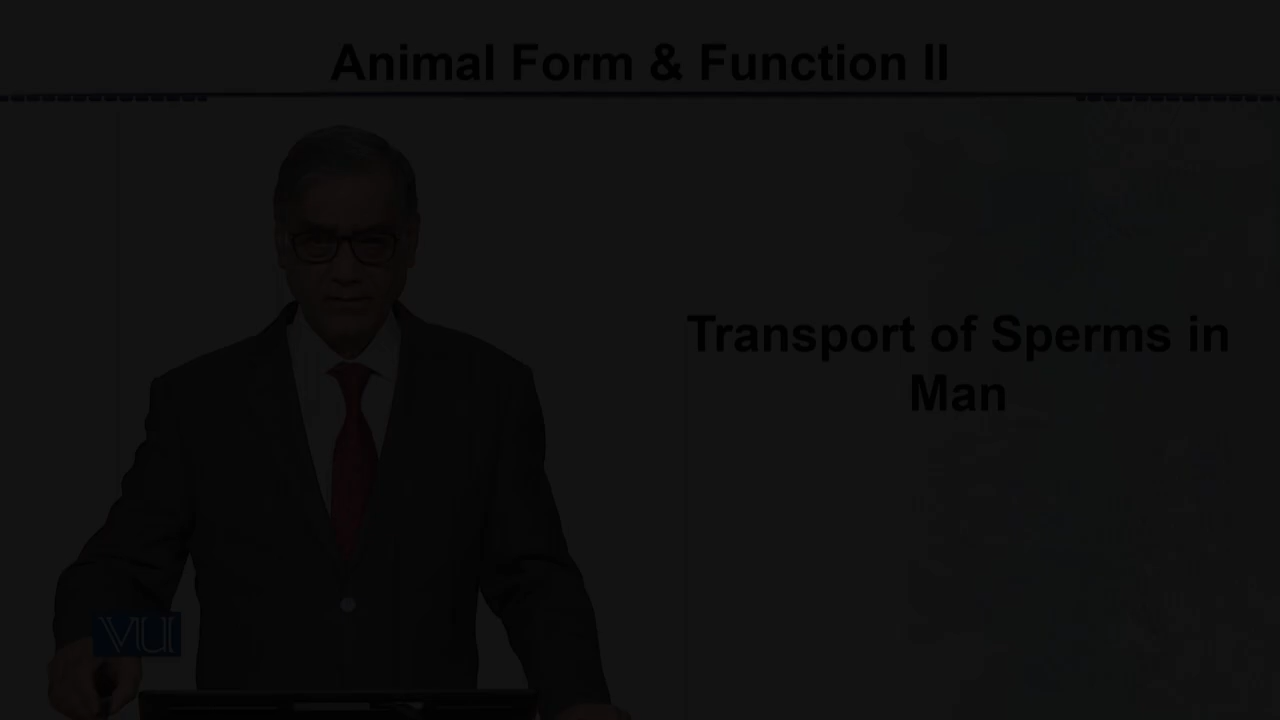 Animal Form & Function II
Transport of Sperms in
Man
VU